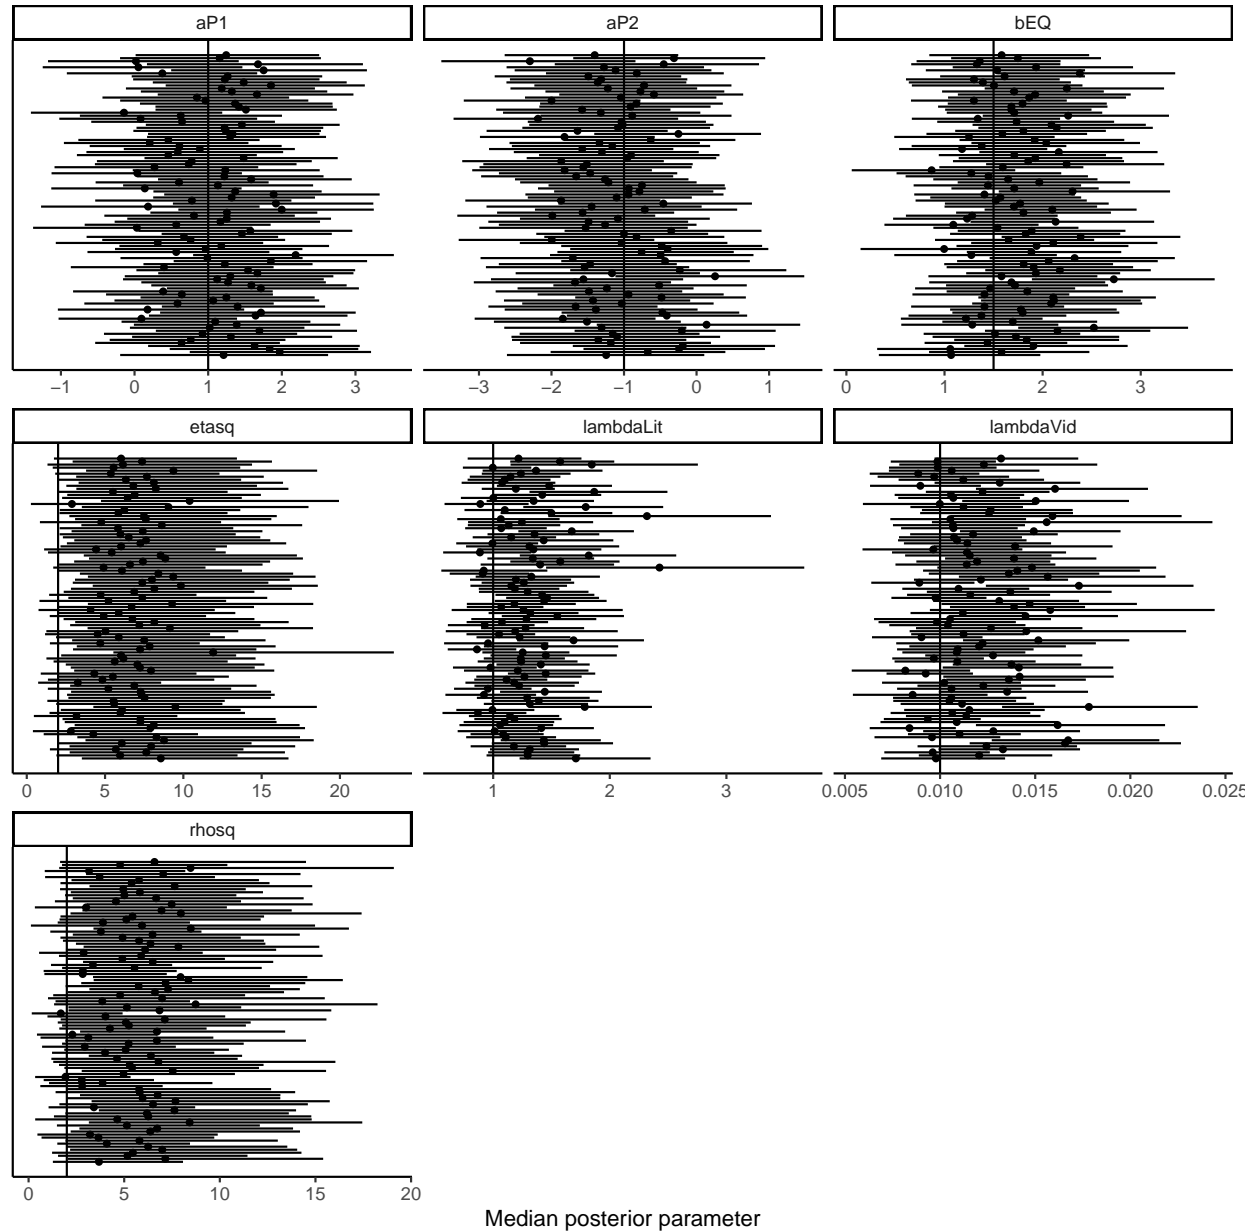 aP1 aP2 bEQ
−1 0 1 2 3 −3 −2 −1 0 1 0 1 2 3
etasq lambdaLit lambdaVid
0 5 10 15 20 1 2 3 0.005 0.010 0.015 0.020 0.025
rhosq
0 5 10 15 20
Median posterior parameter